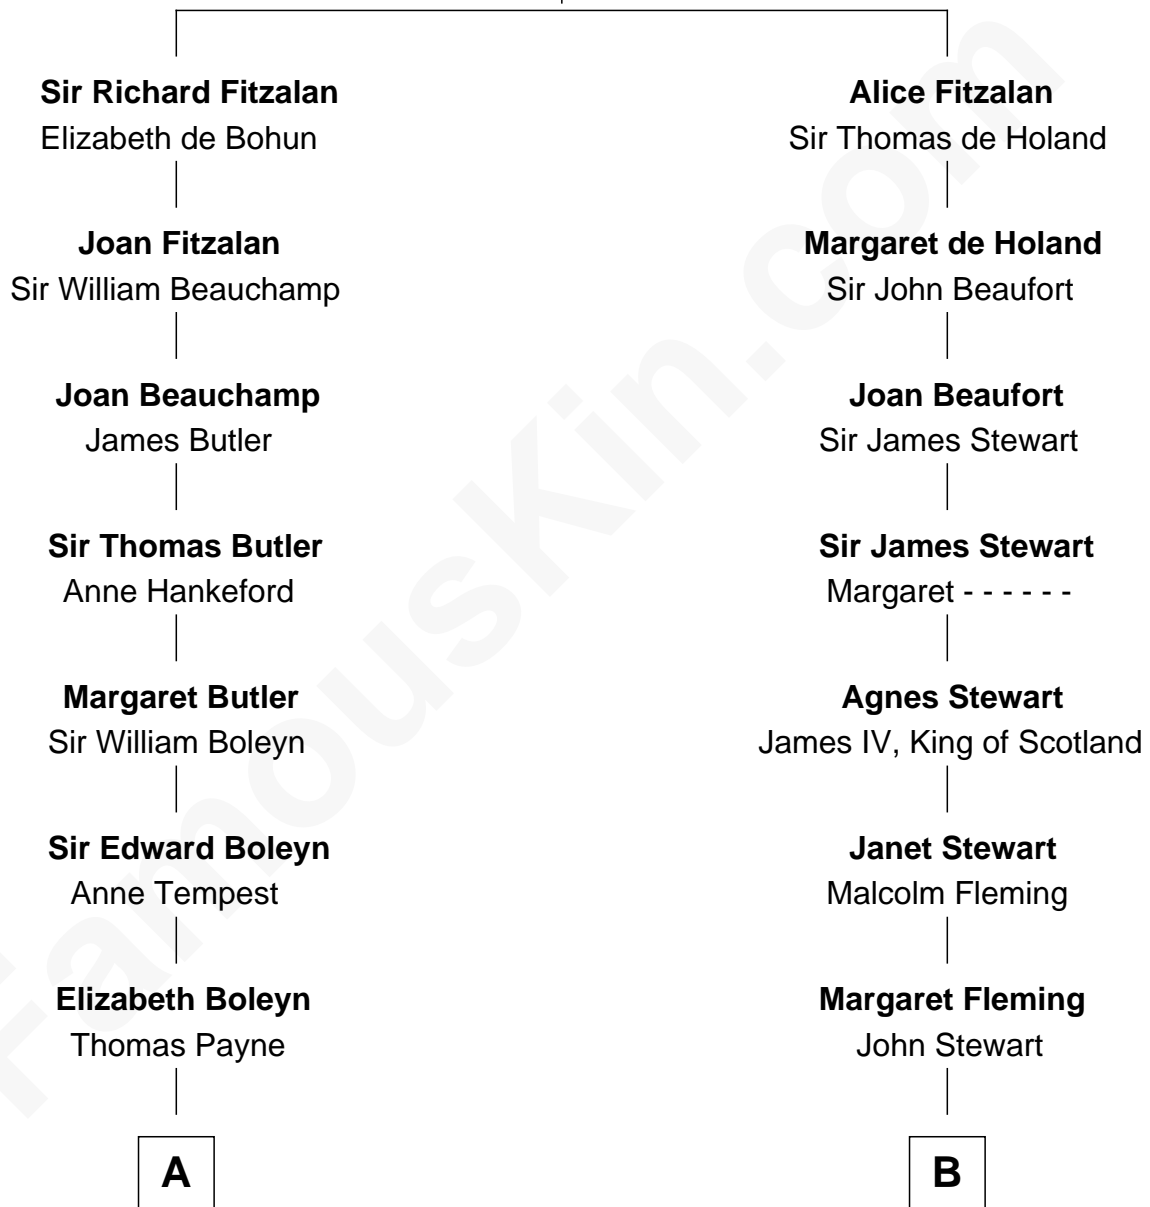 Sir Richard Fitzalan
Elizabeth de Bohun
Joan Fitzalan
Sir William Beauchamp
Joan Beauchamp
James Butler
Sir Thomas Butler
Anne Hankeford
Margaret Butler
Sir William Boleyn
Sir Edward Boleyn
Anne Tempest
Elizabeth Boleyn
Thomas Payne
A
Alice Fitzalan
Sir Thomas de Holand
Margaret de Holand
Sir John Beaufort
Joan Beaufort
Sir James Stewart
Sir James Stewart
Margaret - - - - - -
Agnes Stewart
James IV, King of Scotland
Janet Stewart
Malcolm Fleming
Margaret Fleming
John Stewart
B
FamousKin.com